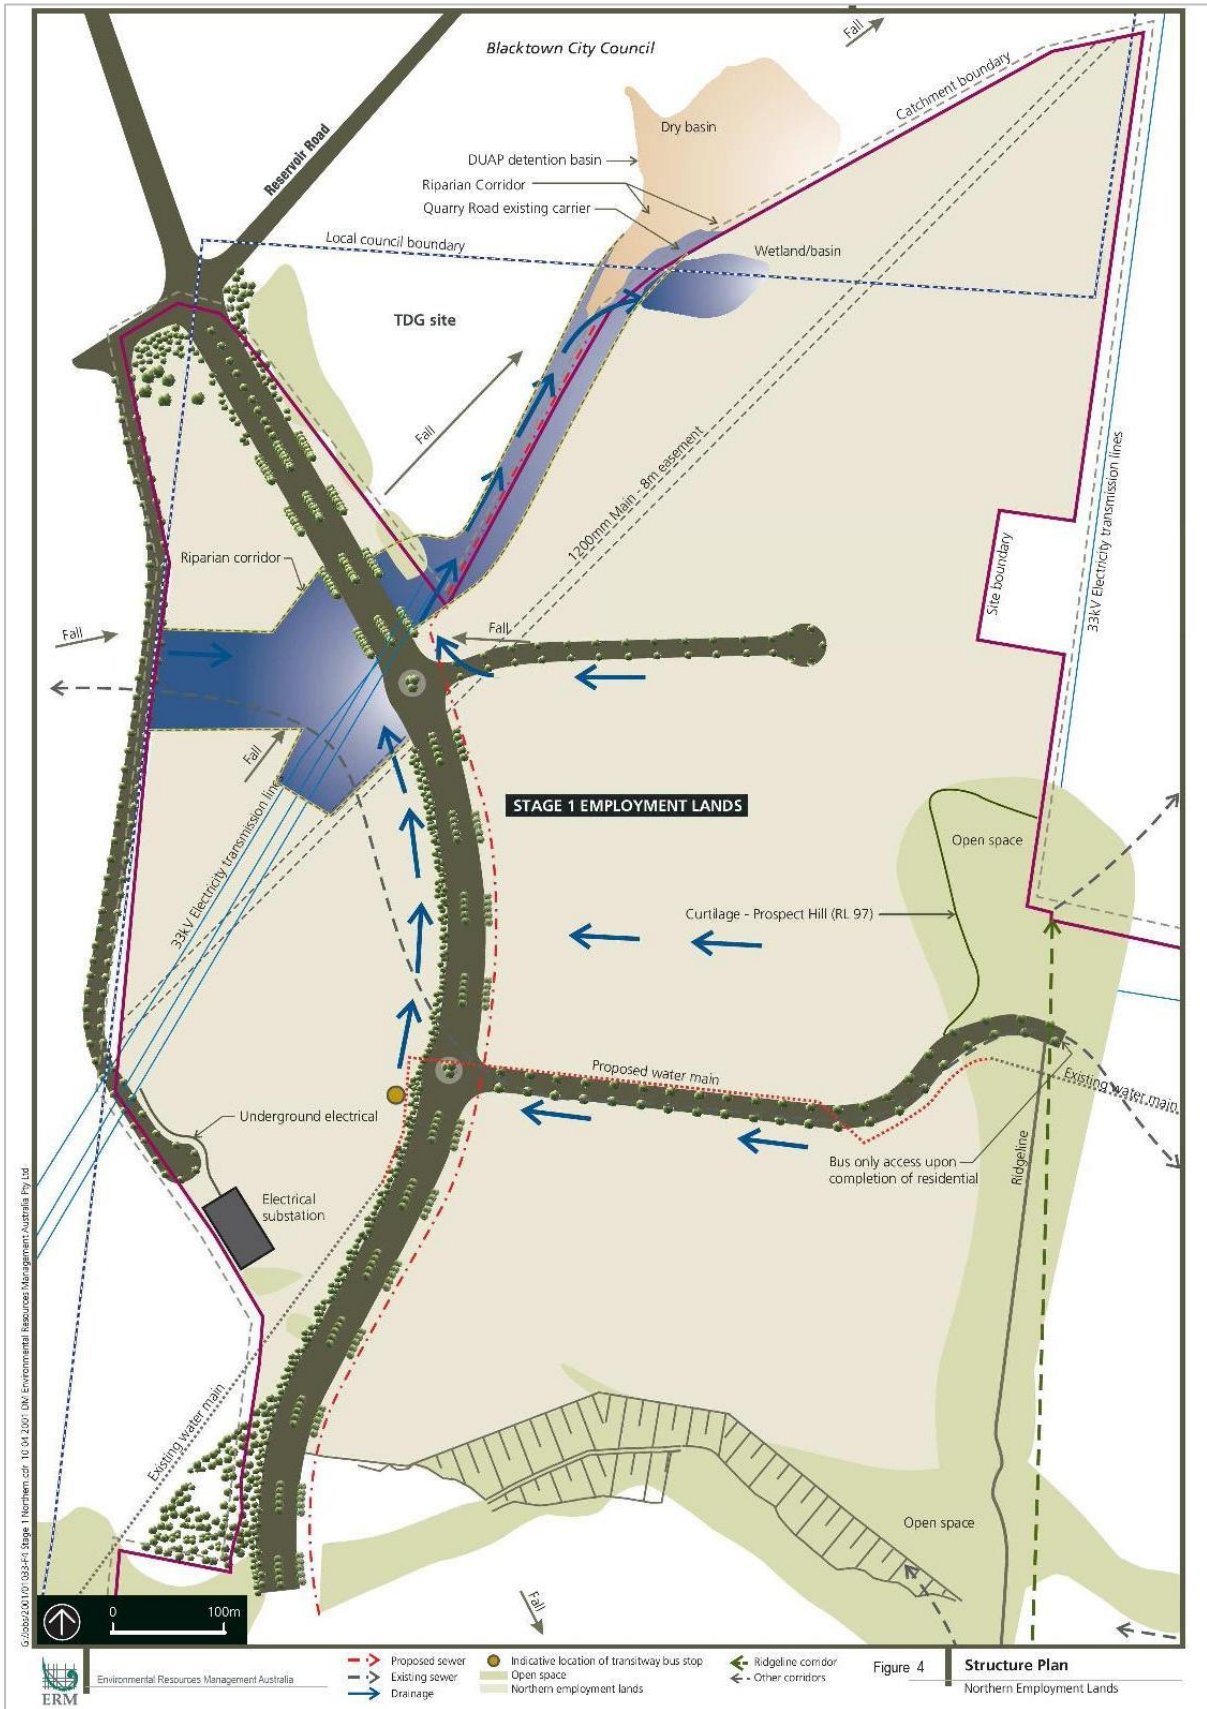 Blacktown City Council
Fall
Catchment boundary
Dry basin
Reservoir Road
DUAP detention basin
Riparian Corridor
Quarry Road existing carrier
Local council boundary
Wetland/basin
TDG site
Fall
1200mm Main - 8m easement
33kV Electricity transmission lines
Site boundary
Riparian corridor
Fall
Fall
Fall
33kV Electricity transmission lines
STAGE 1 EMPLOYMENT LANDS
Open space
Curtilage - Prospect Hill (RL 97)
Proposed water main
Existing water main
Underground electrical
Bus only access upon
completion of residential
Ridgeline
Electrical
substation
Existing water main
Open space
Fall
0 100m
ERM
Environmental Resources Management Australia
Proposed sewer
Existing sewer
Drainage
Indicative location of transitway bus stop
Open space
Northern employment lands
Ridgeline corridor
Other corridors
Figure 4
Structure Plan
Northern Employment Lands